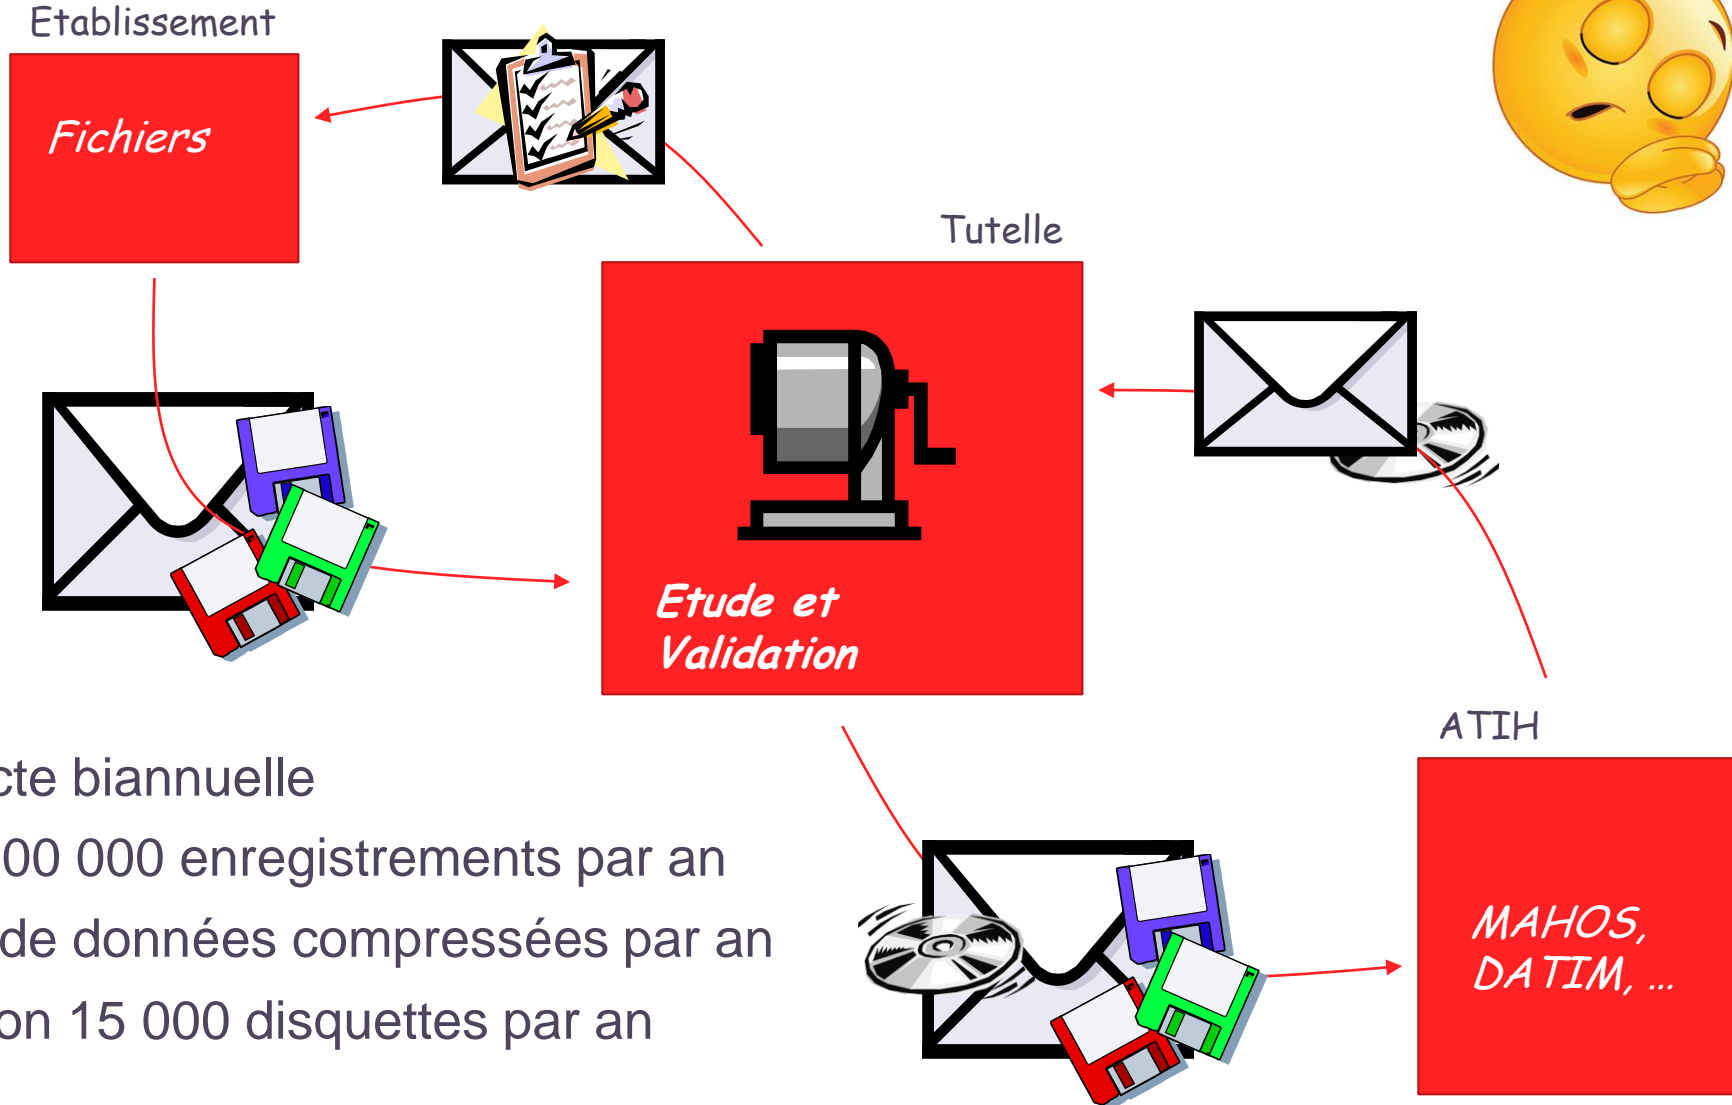 Etablissement
Fichiers
Tutelle
Etude et
Validation
ATIH
MAHOS,
DATIM, ...
cte biannuelle
00 000 enregistrements par an
de données compressées par an
on 15 000 disquettes par an